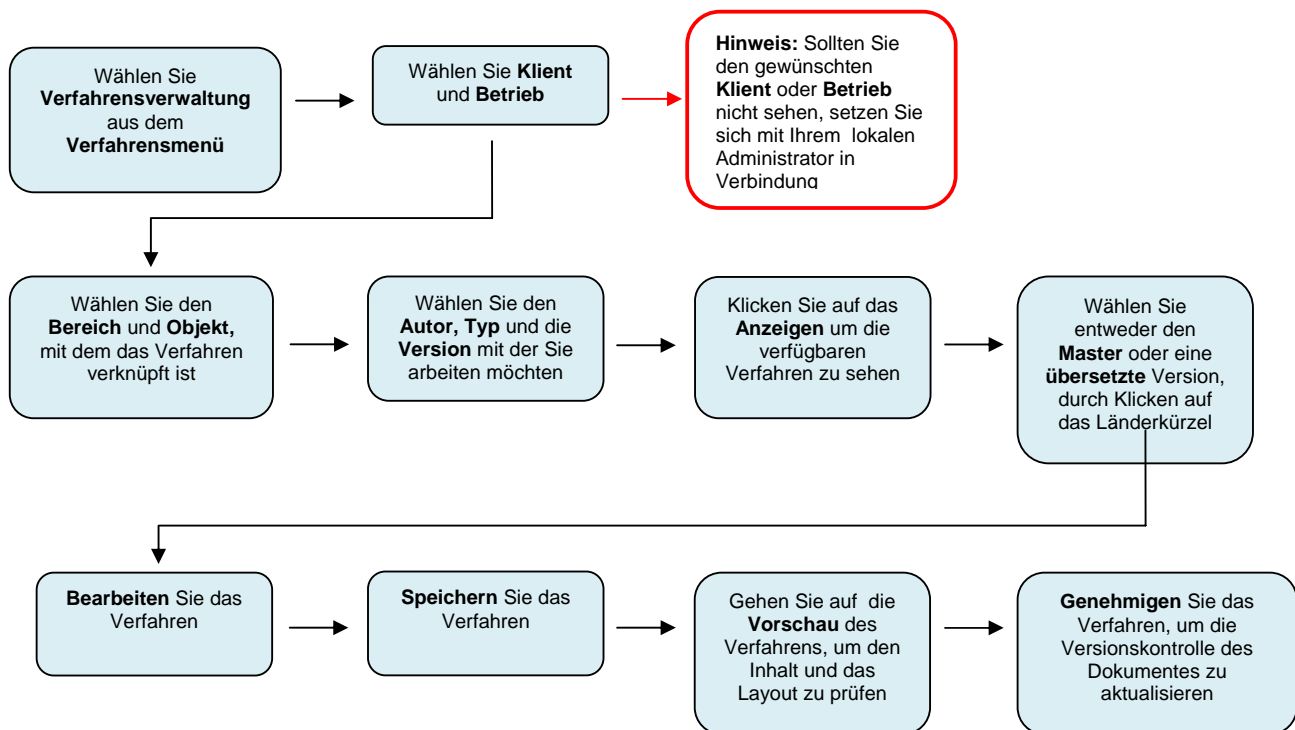 Wählen Sie
Verfahrensverwaltung
aus dem
Verfahrensmenü
Wählen Sie Klient
und Betrieb
Hinweis: Sollten Sie
den gewünschten
Klient oder Betrieb
nicht sehen, setzen Sie
sich mit Ihrem lokalen
Administrator in
Verbindung
Wählen Sie den
Bereich und Objekt,
mit dem das Verfahren
verknüpft ist
Wählen Sie den
Autor, Typ und die
Version mit der Sie
arbeiten möchten
Klicken Sie auf das
Anzeigen um die
verfügbaren
Verfahren zu sehen
Wählen Sie
entweder den
Master oder eine
übersetzte Version,
durch Klicken auf
das Länderkürzel
Bearbeiten Sie das
Verfahren
Speichern Sie das
Verfahren
Gehen Sie auf die
Vorschau des
Verfahrens, um den
Inhalt und das
Layout zu prüfen
Genehmigen Sie das
Verfahren, um die
Versionskontrolle des
Dokumentes zu
aktualisieren